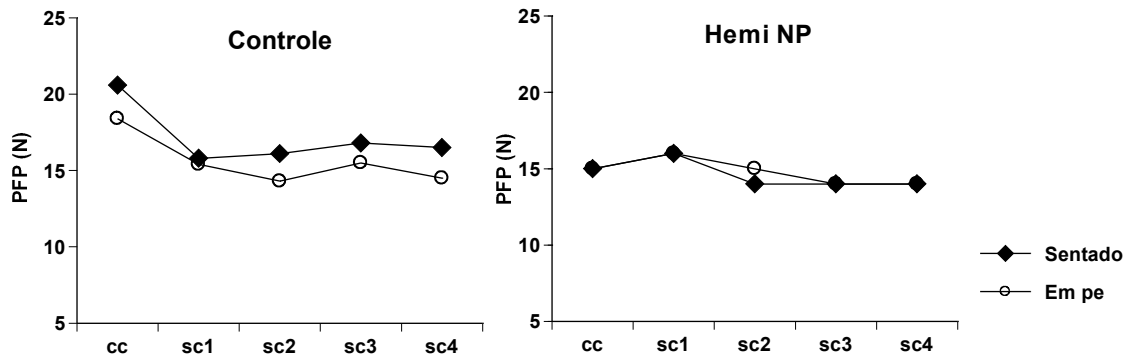 Controle
PFP (N)
25
20
15
10
5
cc sc1 sc2 sc3 sc4
Hemi NP
PFP (N)
25
20
15
10
5
cc sc1 sc2 sc3 sc4
Sentado
Em pe